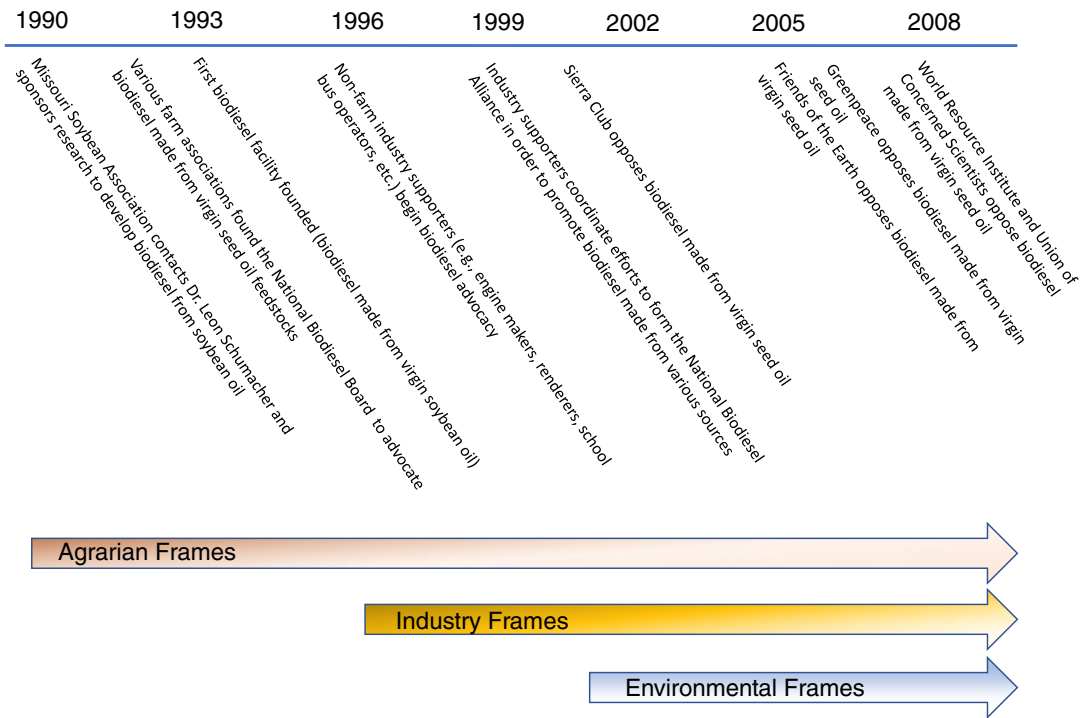 1990 1993 1996 1999 2002 2005 2008
Missouri Soybean Association contacts Dr. Leon Schumacher and
sponsors research to develop biodiesel from soybean oil
Various farm associations found the National Biodiesel Board to advocate
biodiesel made from virgin seed oil feedstocks
First biodiesel facility founded (biodiesel made from virgin soybean oil)
Non-farm industry supporters (e.g., engine makers, renderers, school
bus operators, etc.) begin biodiesel advocacy
Industry supporters coordinate efforts to form the National Biodiesel
Alliance in order to promote biodiesel made from various sources
Sierra Club opposes biodiesel made from virgin seed oil
Friends of the Earth opposes biodiesel made from
virgin seed oil
Greenpeace opposes biodiesel made from virgin
seed oil
World Resource Institute and Union of
Concerned Scientists oppose biodiesel
made from virgin seed oil
Agrarian Frames
Industry Frames
Environmental Frames